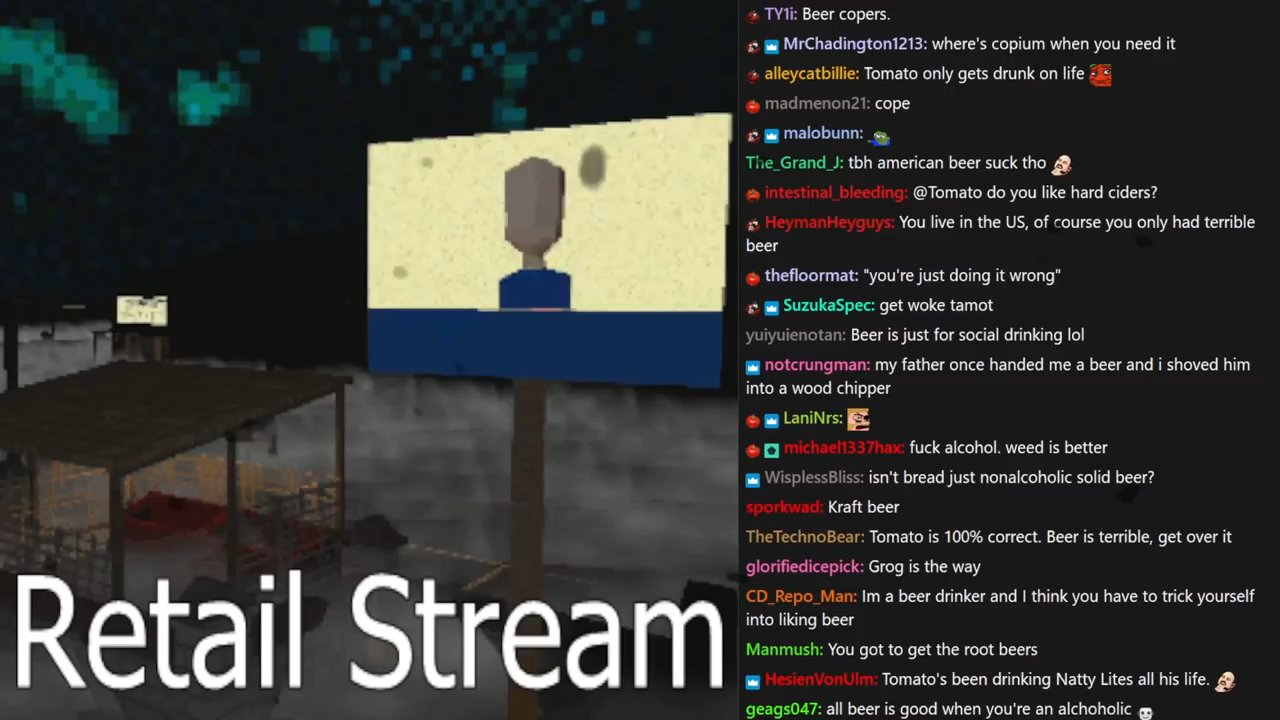 TY1i: Beer copers.
MrChadington1213: where's copium when you need it
alleycatbillie: Tomato only gets drunk on life
madmenon21: cope
malobunn:
The_Grand_J: tbh american beer suck tho
intestinal_bleeding: @Tomato do you like hard ciders?
HeymanHeyguys: You live in the US, of course you only had terrible
beer
thefloormat: "you're just doing it wrong"
SuzukaSpec: get woke tamot
yuiyuienotan: Beer is just for social drinking lol
notcrungman: my father once handed me a beer and i shoved him
into a wood chipper
LaniNrs:
michael1337hax: fuck alcohol. weed is better
WisplessBliss: isn't bread just nonalcoholic solid beer?
sporkwad: Kraft beer
TheTechnoBear: Tomato is 100% correct. Beer is terrible, get over it
glorifiedicepick: Grog is the way
CD_Repo_Man: Im a beer drinker and I think you have to trick yourself
into liking beer
Manmush: You got to get the root beers
HesienVonUlm: Tomato's been drinking Natty Lites all his life.
geags047: all beer is good when you're an alchoholic
Retail Stream